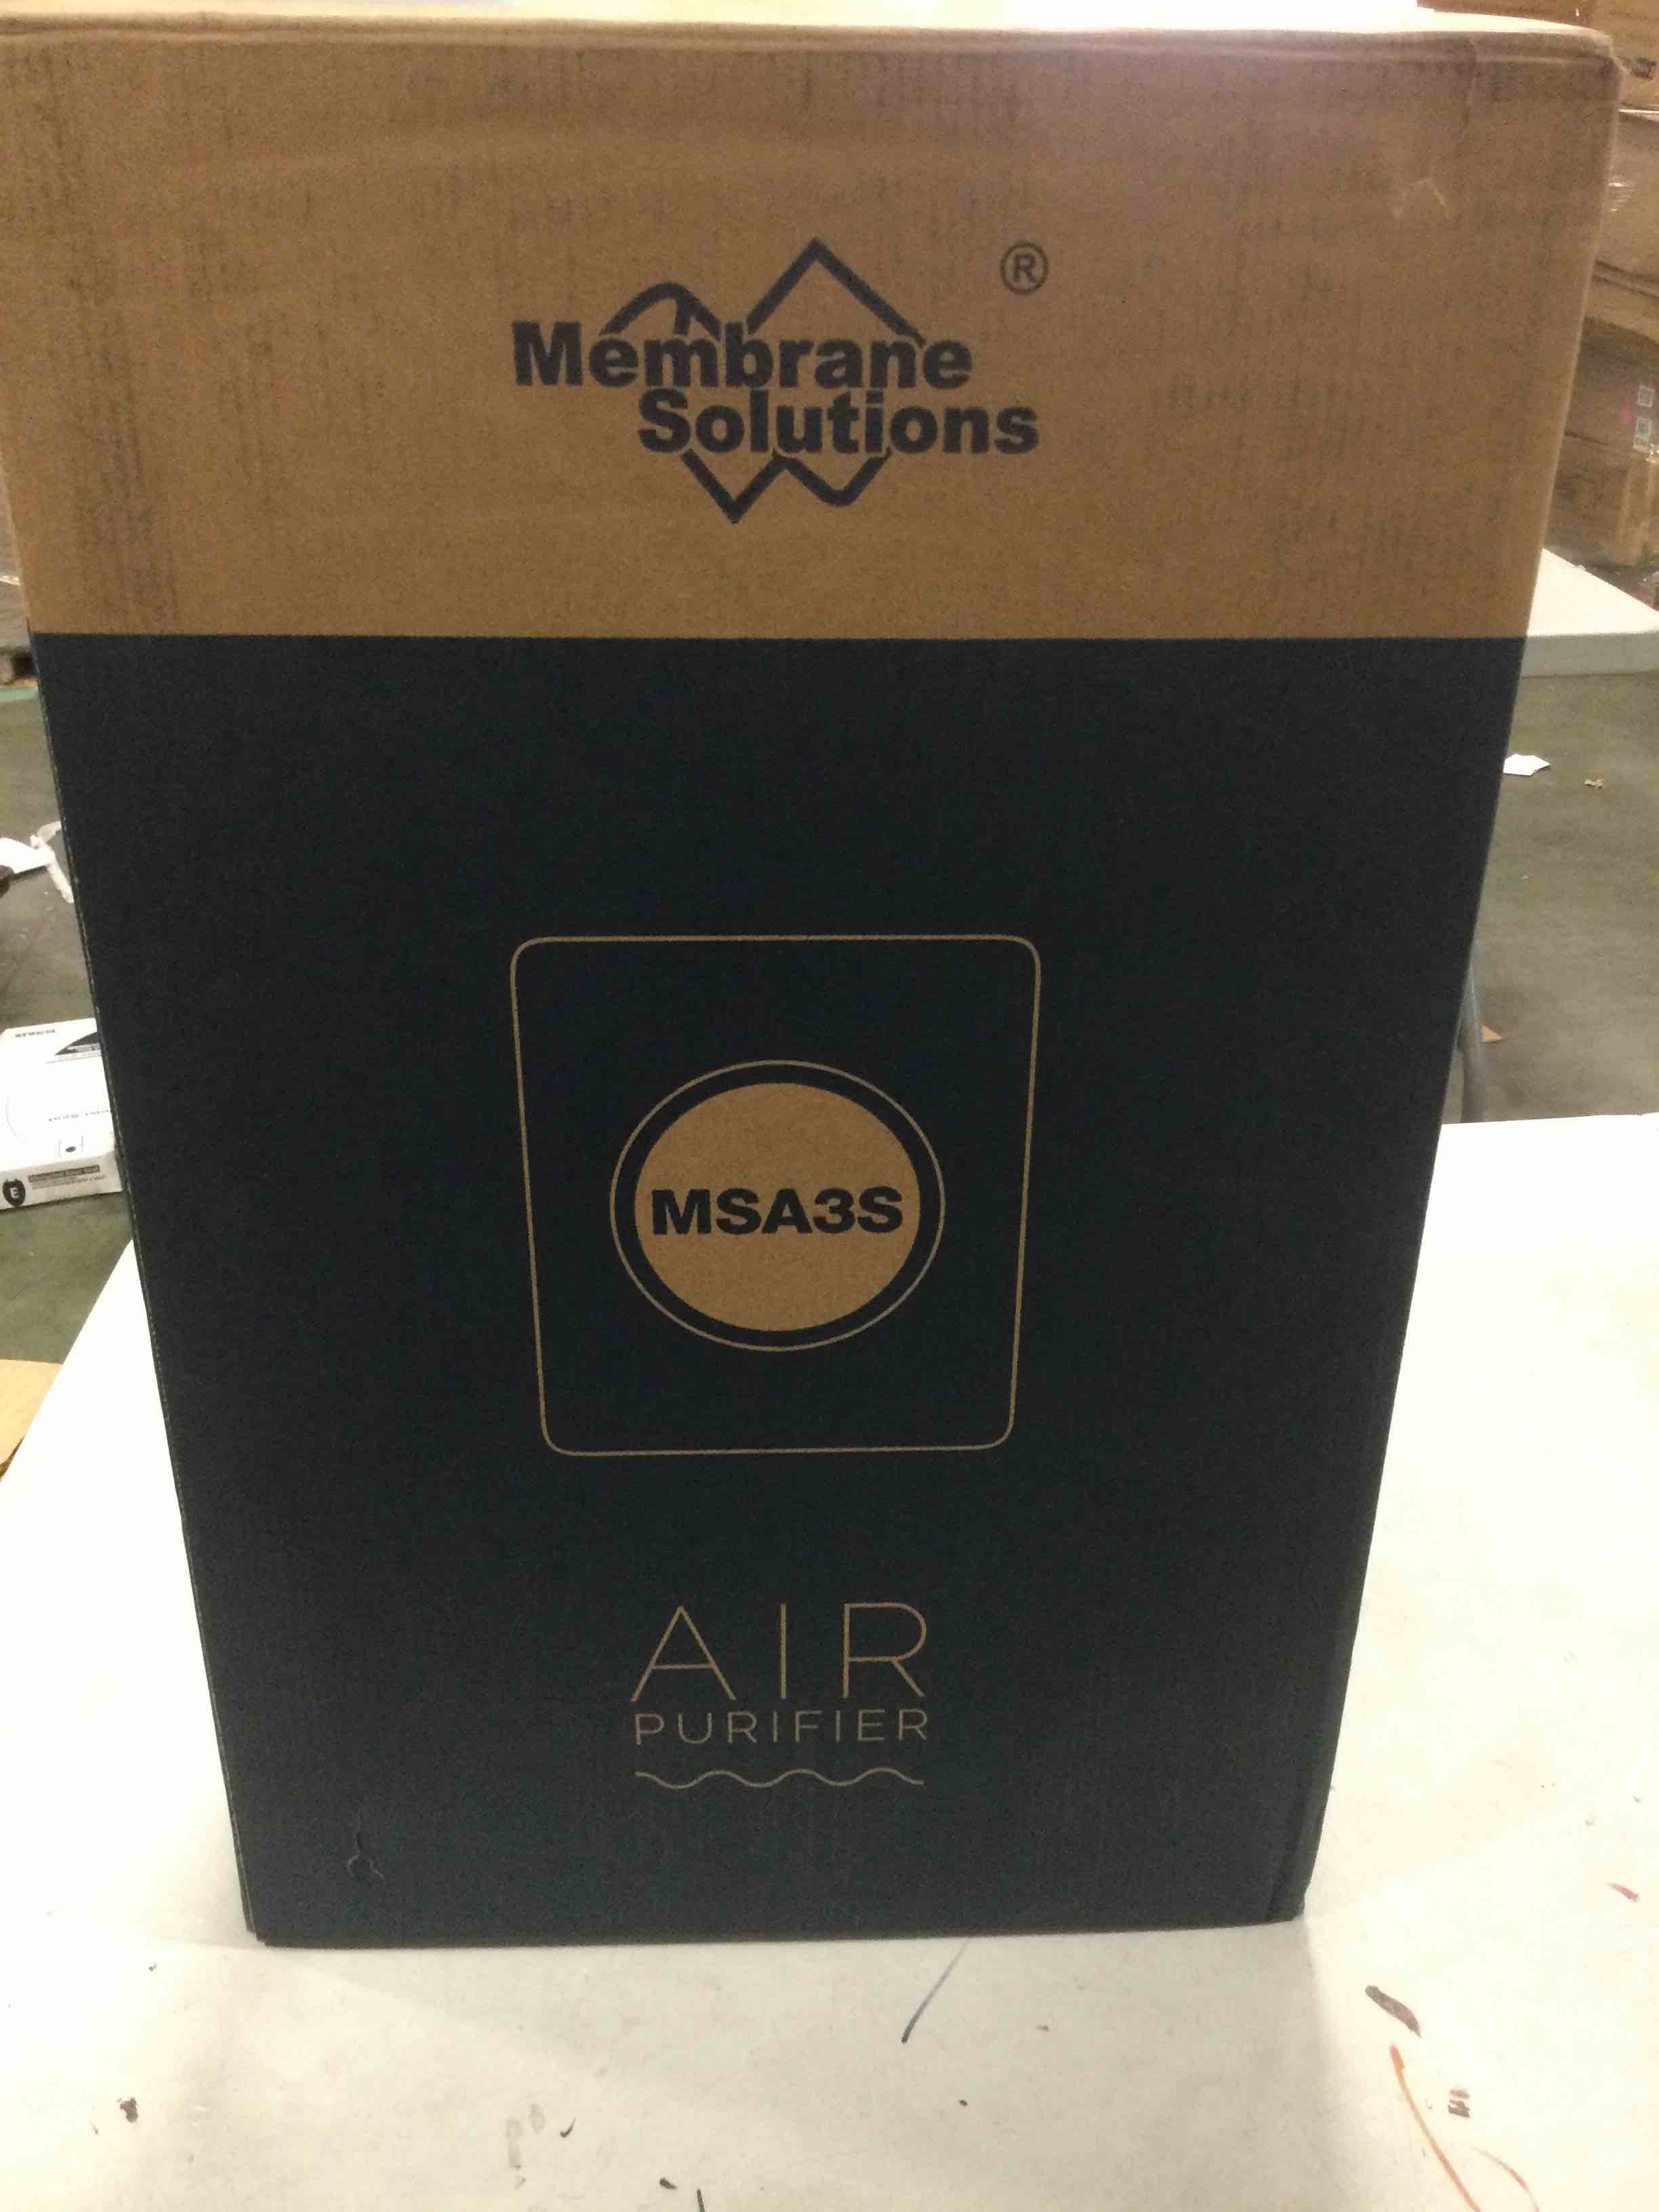 Membrane
Solutions
®
MSA3S
AIR
PURIFIER